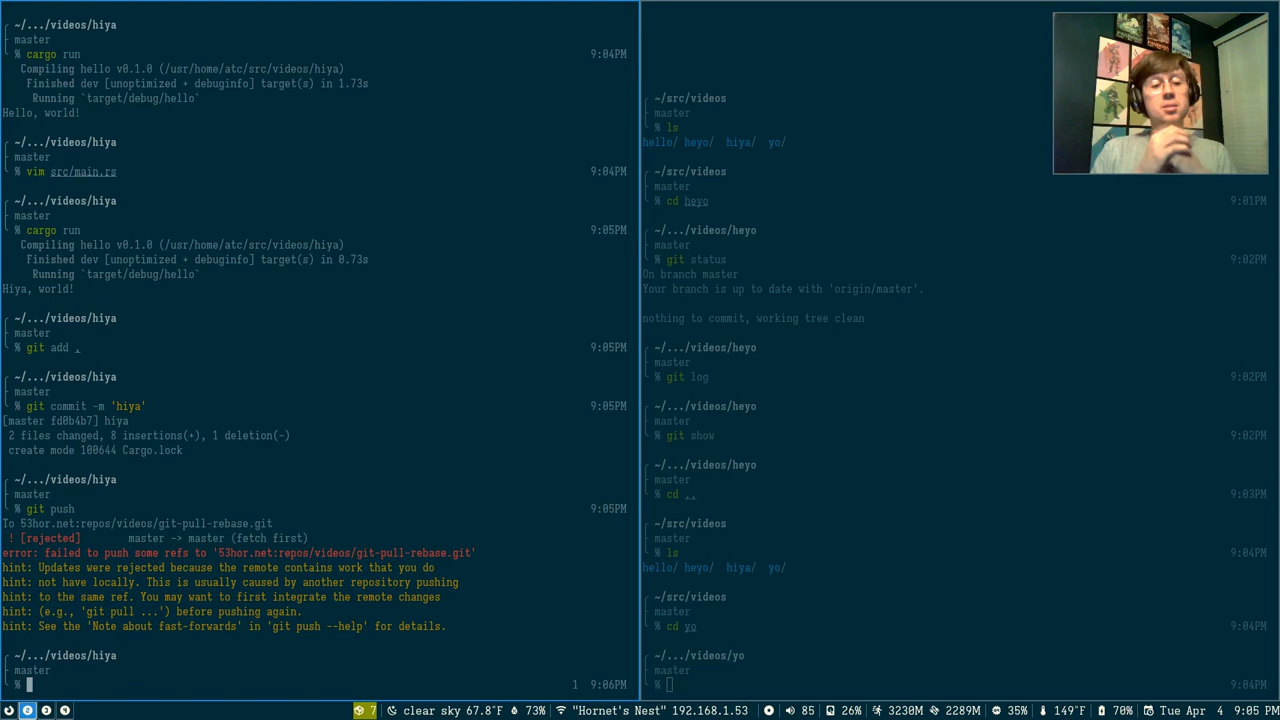 ~/.../videos/hiya
master
% cargo run 9:04PM
Compiling hello v0.1.0 (/usr/home/atc/src/videos/hiya)
Finished dev [unoptimized + debuginfo] target(s) in 1.73s
Running `target/debug/hello`
Hello, world!
~/.../videos/hiya
master
% vim src/main.rs 9:04PM
~/.../videos/hiya
master
% cargo run 9:05PM
Compiling hello v0.1.0 (/usr/home/atc/src/videos/hiya)
Finished dev [unoptimized + debuginfo] target(s) in 0.73s
Running `target/debug/hello`
Hiya, world!
~/.../videos/hiya
master
% git add . 9:05PM
~/.../videos/hiya
master
% git commit -m 'hiya' 9:05PM
[master fd0b4b7] hiya
2 files changed, 8 insertions(+), 1 deletion(-)
create mode 100644 Cargo.lock
~/.../videos/hiya
master
% git push 9:05PM
To 53hor.net:repos/videos/git-pull-rebase.git
! [rejected] master -> master (fetch first)
error: failed to push some refs to '53hor.net:repos/videos/git-pull-rebase.git'
hint: Updates were rejected because the remote contains work that you do
hint: not have locally. This is usually caused by another repository pushing
hint: to the same ref. You may want to first integrate the remote changes
hint: (e.g., 'git pull ...') before pushing again.
hint: See the 'Note about fast-forwards' in 'git push --help' for details.
~/.../videos/hiya
master
% 1 9:06PM
~/src/videos
master
% ls
hello/ heyo/ hiya/ yo/
~/src/videos
master
% cd heyo 9:01PM
~/.../videos/heyo
master
% git status 9:02PM
On branch master
Your branch is up to date with 'origin/master'.
nothing to commit, working tree clean
~/.../videos/heyo
master
% git log 9:02PM
~/.../videos/heyo
master
% git show 9:02PM
~/.../videos/heyo
master
% cd .. 9:03PM
~/src/videos
master
% ls 9:04PM
hello/ heyo/ hiya/ yo/
~/src/videos
master
% cd yo 9:04PM
~/.../videos/yo
master
% 9:04PM
7 clear sky 67.8°F 73% "Hornet's Nest" 192.168.1.53 85 26% 3230M 2289M 35% 149°F 70% Tue Apr 4 9:05 PM